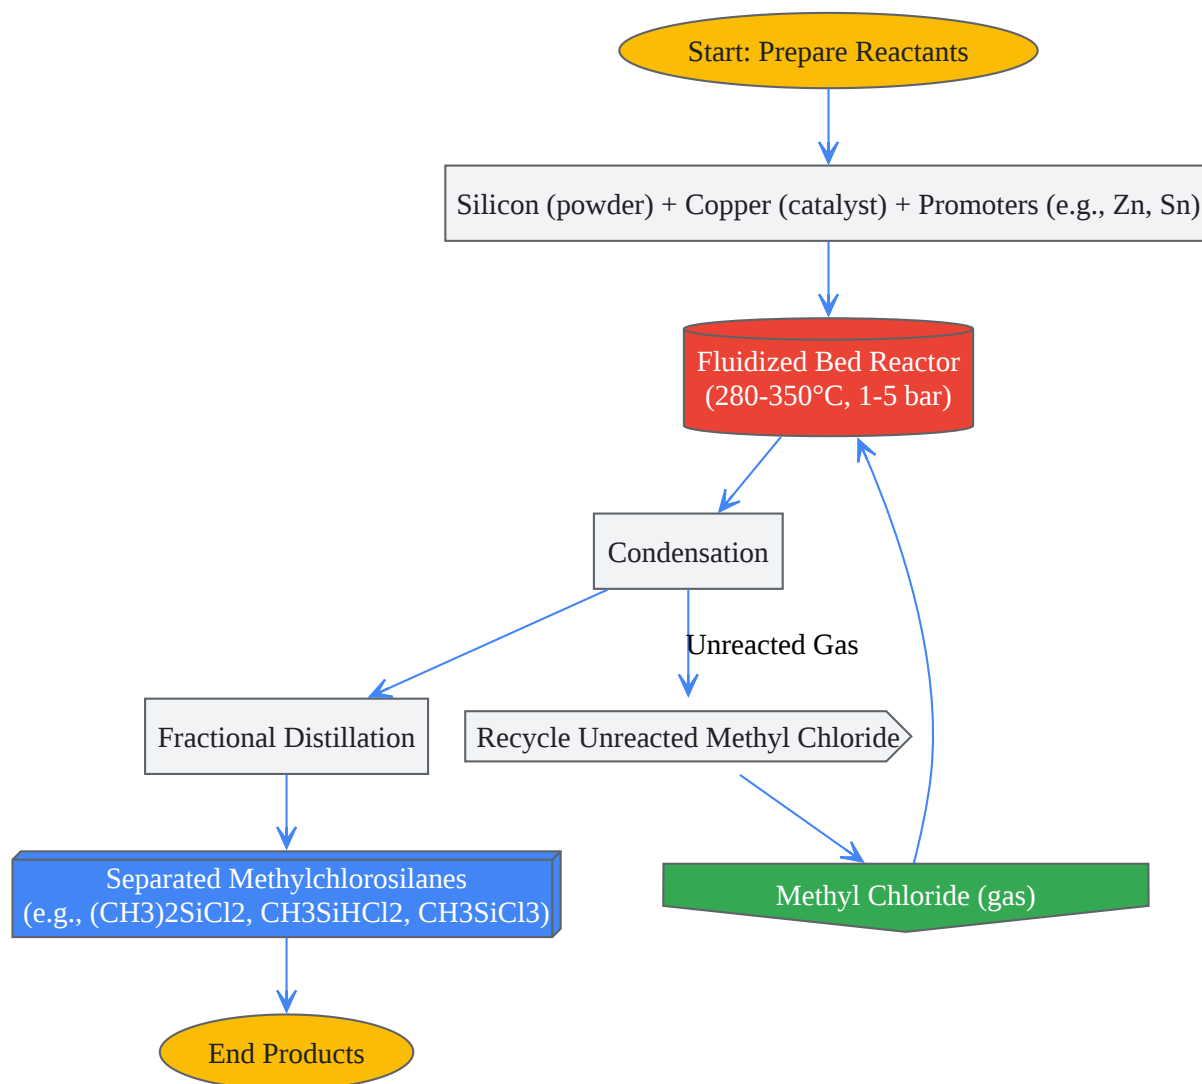 Start: Prepare Reactants
Silicon (powder) + Copper (catalyst) + Promoters (e.g., Zn, Sn)
Fluidized Bed Reactor
(280-350°C, 1-5 bar)
Condensation
Unreacted Gas
Fractional Distillation
Recycle Unreacted Methyl Chloride
Separated Methylchlorosilanes
(e.g., (CH3)2SiCl2, CH3SiHCl2, CH3SiCl3)
Methyl Chloride (gas)
End Products